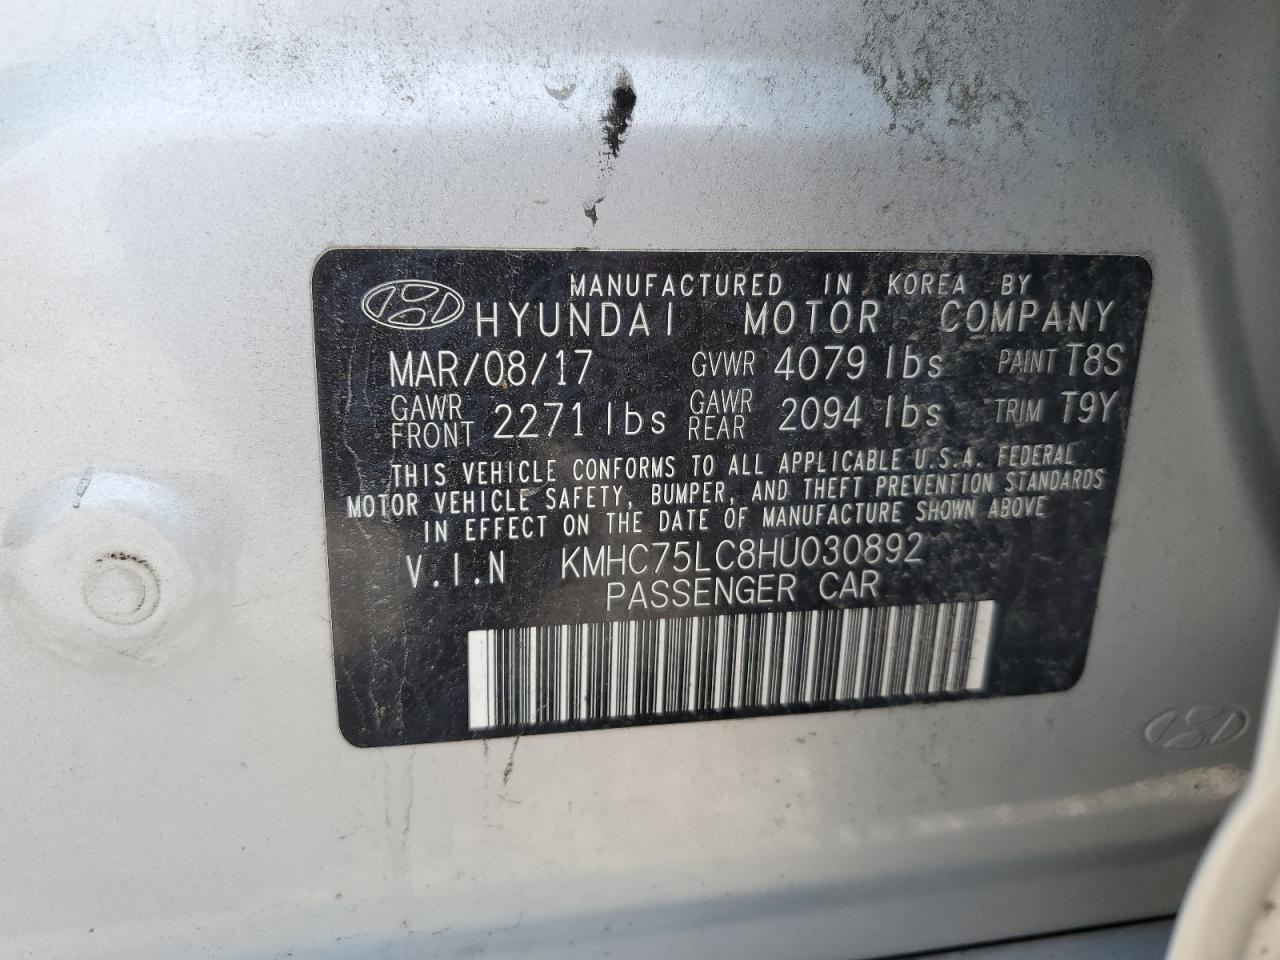 MANUFACTURED IN KOREA BY
HYUNDAI MOTOR COMPANY
MAR/08/17 GVWR 4079 lbs PAINT T8S
GAWR FRONT 2271 lbs GAWR REAR 2094 lbs TRIM T9Y
THIS VEHICLE CONFORMS TO ALL APPLICABLE U.S.A. FEDERAL
MOTOR VEHICLE SAFETY, BUMPER, AND THEFT PREVENTION STANDARDS
IN EFFECT ON THE DATE OF MANUFACTURE SHOWN ABOVE
V.I.N KMHC75LC8HU030892
PASSENGER CAR